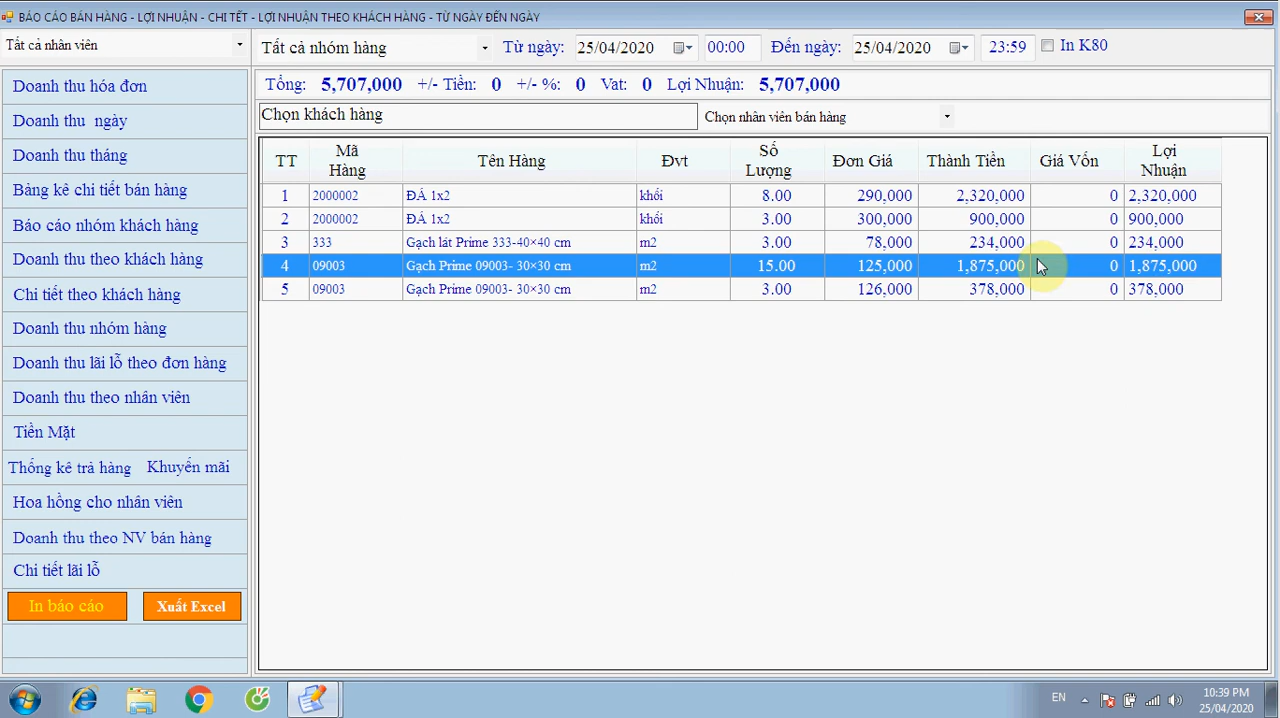 BÁO CÁO BÁN HÀNG - LỢI NHUẬN - CHI TẾT - LỢI NHUẬN THEO KHÁCH HÀNG - TỪ NGÀY ĐẾN NGÀY
Tất cả nhân viên
Tất cả nhóm hàng Từ ngày: 25/04/2020 00:00 Đến ngày: 25/04/2020 23:59 In K80
Tổng: 5,707,000 +/- Tiền: 0 +/- %: 0 Vat: 0 Lợi Nhuận: 5,707,000
Chọn khách hàng Chọn nhân viên bán hàng
Doanh thu hóa đơn
Doanh thu ngày
Doanh thu tháng
Bảng kê chi tiết bán hàng
Báo cáo nhóm khách hàng
Doanh thu theo khách hàng
Chi tiết theo khách hàng
Doanh thu nhóm hàng
Doanh thu lãi lỗ theo đơn hàng
Doanh thu theo nhân viên
Tiền Mặt
Thống kê trả hàng Khuyến mãi
Hoa hồng cho nhân viên
Doanh thu theo NV bán hàng
Chi tiết lãi lỗ
In báo cáo Xuất Excel
TT Mã Hàng Tên Hàng Đvt Số Lượng Đơn Giá Thành Tiền Giá Vốn Lợi Nhuận
1 2000002 ĐÁ 1x2 khối 8.00 290,000 2,320,000 0 2,320,000
2 2000002 ĐÁ 1x2 khối 3.00 300,000 900,000 0 900,000
3 333 Gạch lát Prime 333-40×40 cm m2 3.00 78,000 234,000 0 234,000
4 09003 Gạch Prime 09003- 30×30 cm m2 15.00 125,000 1,875,000 0 1,875,000
5 09003 Gạch Prime 09003- 30×30 cm m2 3.00 126,000 378,000 0 378,000
EN 10:39 PM
25/04/2020